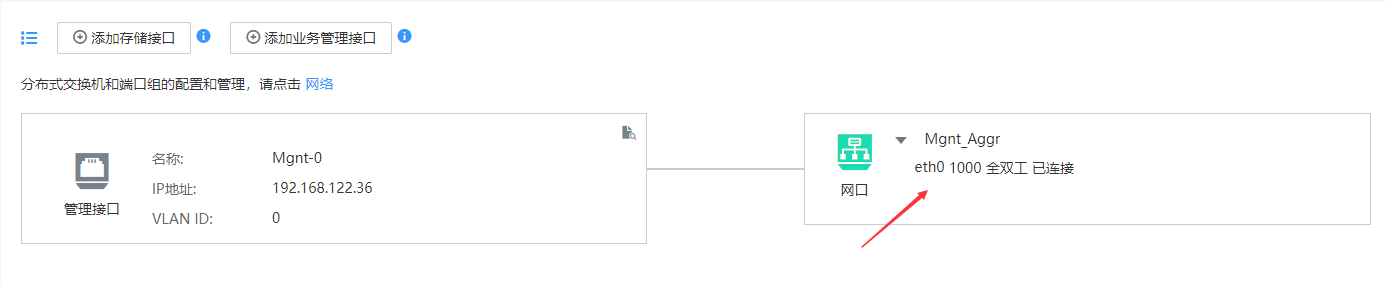 添加存储接口 添加业务管理接口
分布式交换机和端口组的配置和管理，请点击 网络
管理接口
名称: Mgnt-0
IP地址: 192.168.122.36
VLAN ID: 0
网口
Mgnt_Aggr
eth0 1000 全双工 已连接